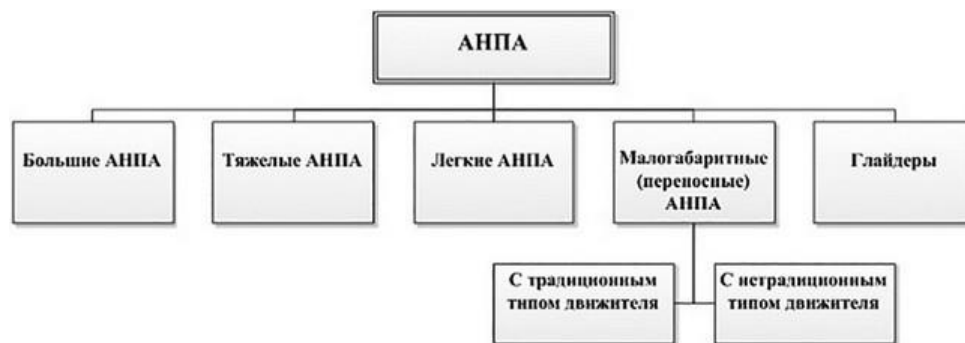 АНПА
Большие АНПА
Тяжелые АНПА
Легкие АНПА
Малогабаритные
(переносные)
АНПА
Глайдеры
С традиционным
типом движителя
С нетрадиционным
типом движителя